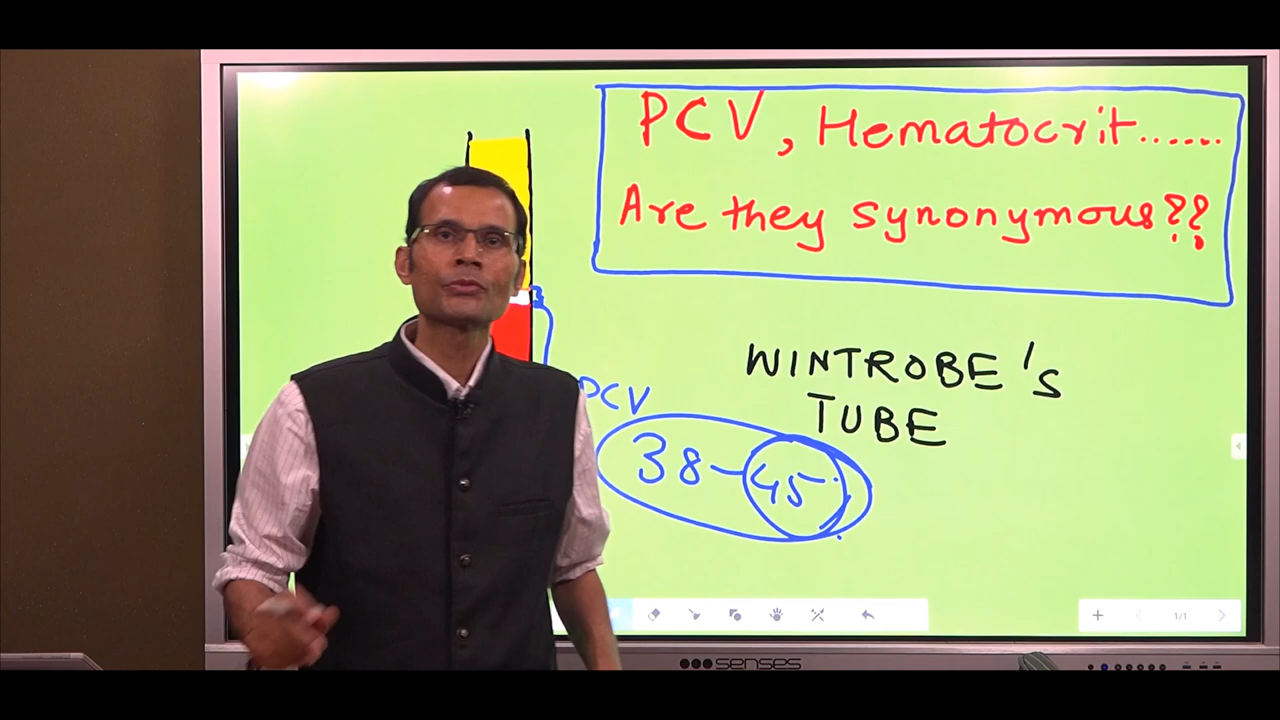 PCV, Hematocrit......
Are they synonymous??
WINTROBE's
TUBE
PCV
38-45
1/1
senses